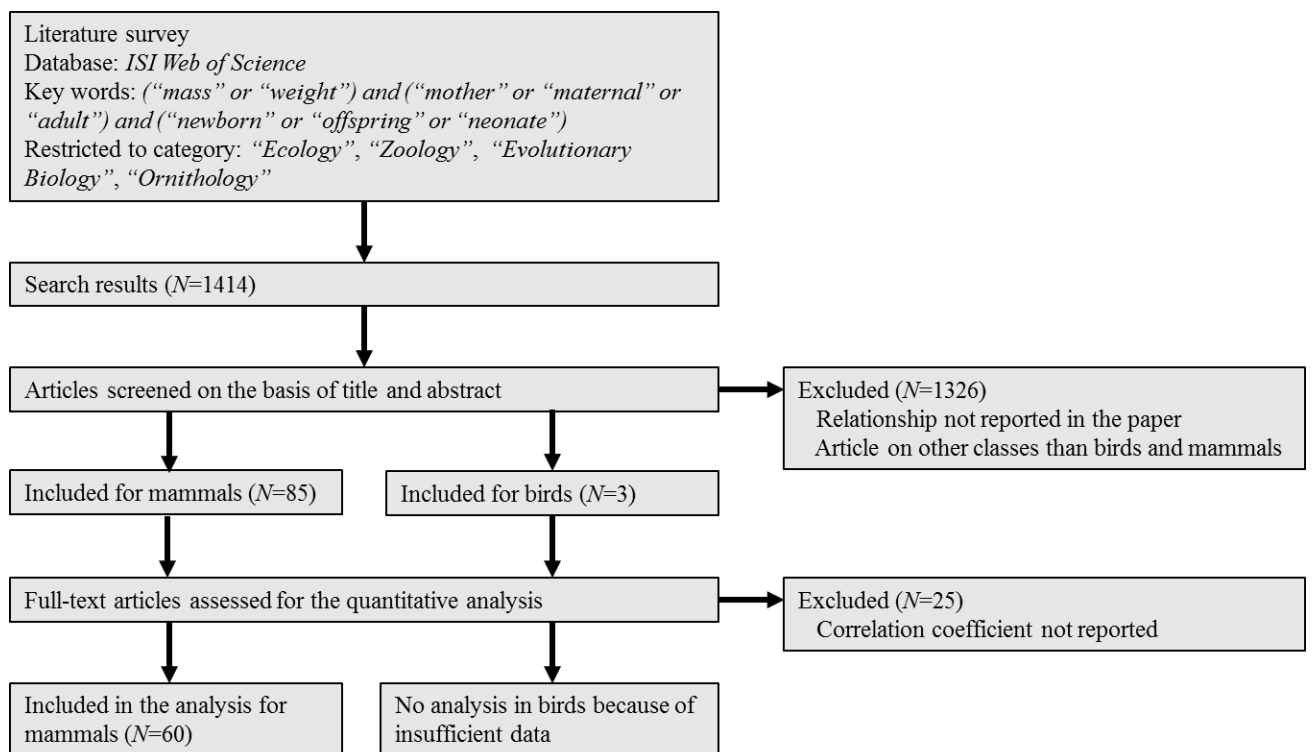 Literature survey
Database: ISI Web of Science
Key words: (“mass” or “weight”) and (“mother” or “maternal” or
“adult”) and (“newborn” or “offspring” or “neonate”)
Restricted to category: “Ecology”, “Zoology”, “Evolutionary
Biology”, “Ornithology”
Search results (N=1414)
Articles screened on the basis of title and abstract
Excluded (N=1326)
Relationship not reported in the paper
Article on other classes than birds and mammals
Included for mammals (N=85)
Included for birds (N=3)
Full-text articles assessed for the quantitative analysis
Excluded (N=25)
Correlation coefficient not reported
Included in the analysis for
mammals (N=60)
No analysis in birds because of
insufficient data